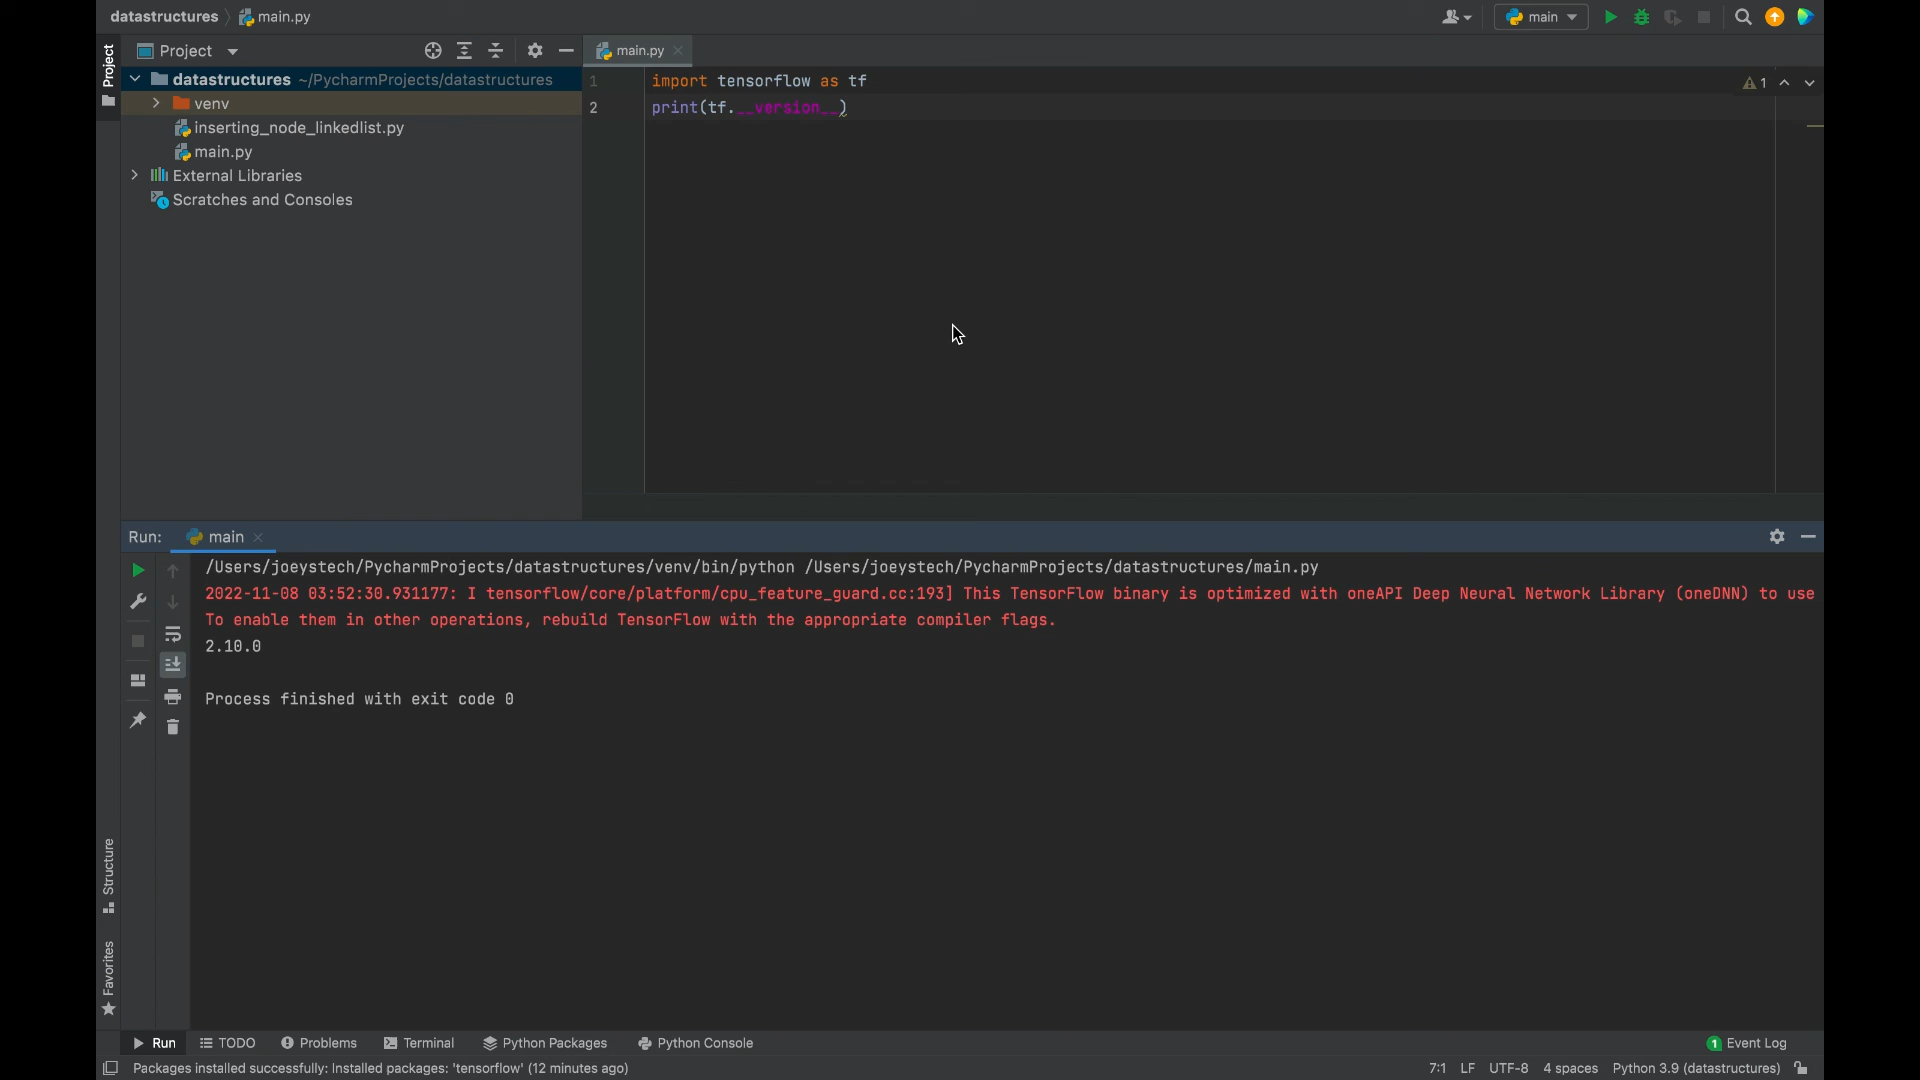 datastructures main.py
main
Project
Project
main.py
datastructures ~/PycharmProjects/datastructures
venv
inserting_node_linkedlist.py
main.py
External Libraries
Scratches and Consoles
1 import tensorflow as tf
2 print(tf.__version__)
1
Run: main
/Users/joeystech/PycharmProjects/datastructures/venv/bin/python /Users/joeystech/PycharmProjects/datastructures/main.py
2022-11-08 03:52:30.931177: I tensorflow/core/platform/cpu_feature_guard.cc:193] This TensorFlow binary is optimized with oneAPI Deep Neural Network Library (oneDNN) to use
To enable them in other operations, rebuild TensorFlow with the appropriate compiler flags.
2.10.0
Process finished with exit code 0
Structure
Favorites
Run TODO Problems Terminal Python Packages Python Console 1 Event Log
Packages installed successfully: Installed packages: 'tensorflow' (12 minutes ago) 7:1 LF UTF-8 4 spaces Python 3.9 (datastructures)